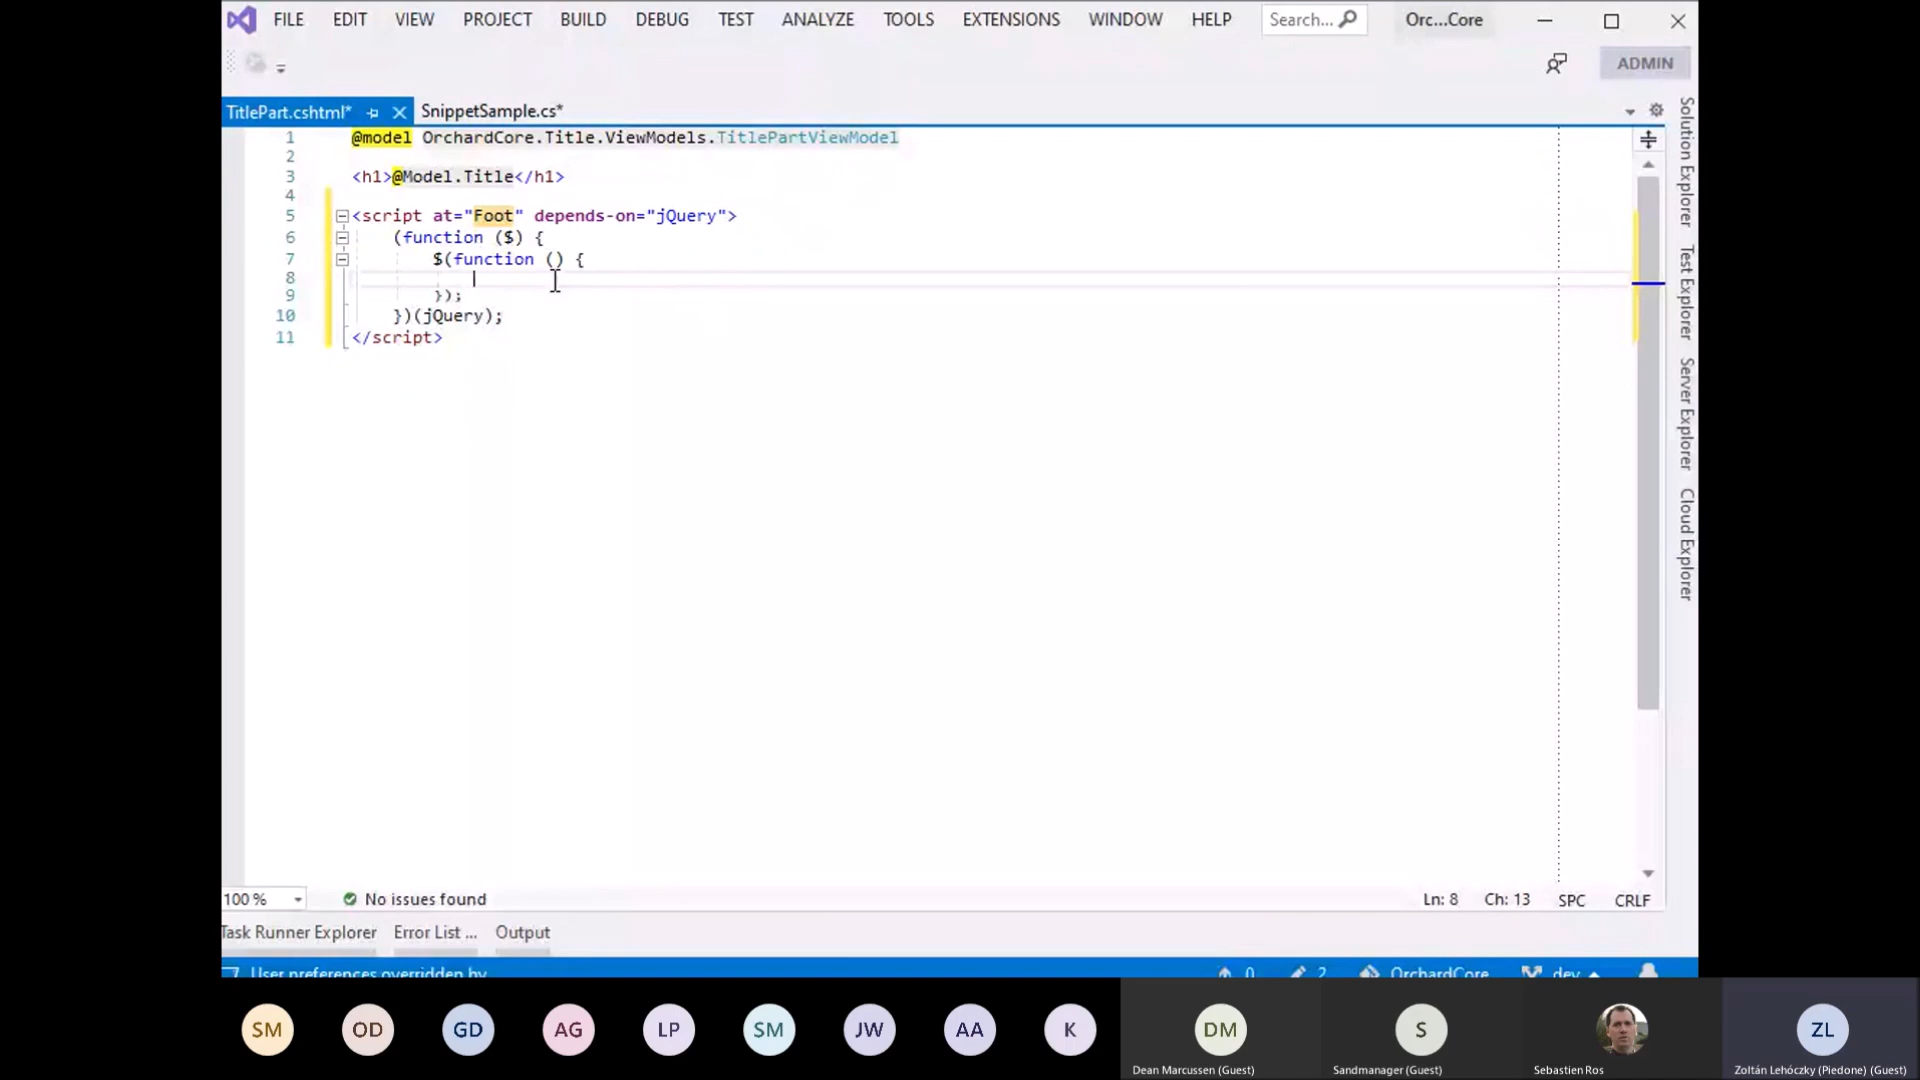 FILE EDIT VIEW PROJECT BUILD DEBUG TEST ANALYZE TOOLS EXTENSIONS WINDOW HELP Search... Orc...Core
ADMIN
TitlePart.cshtml* SnippetSample.cs*
1 @model OrchardCore.Title.ViewModels.TitlePartViewModel
2
3 <h1>@Model.Title</h1>
4
5 <script at="Foot" depends-on="jQuery">
6 (function ($) {
7 $(function () {
8
9 });
10 })(jQuery);
11 </script>
Solution Explorer
Test Explorer
Server Explorer
Cloud Explorer
100 % No issues found Ln: 8 Ch: 13 SPC CRLF
Task Runner Explorer Error List ... Output
User preferences overridden by 0 2 OrchardCore dev
SM OD GD AG LP SM JW AA K DM S ZL
Dean Marcussen (Guest) Sandmanager (Guest) Sebastien Ros Zoltán Lehóczky (Piedone) (Guest)